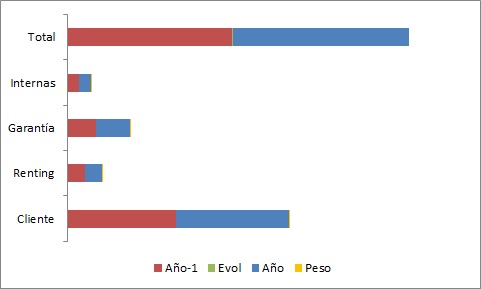 Total
Internas
Garantía
Renting
Cliente
Año-1 Evol Año Peso